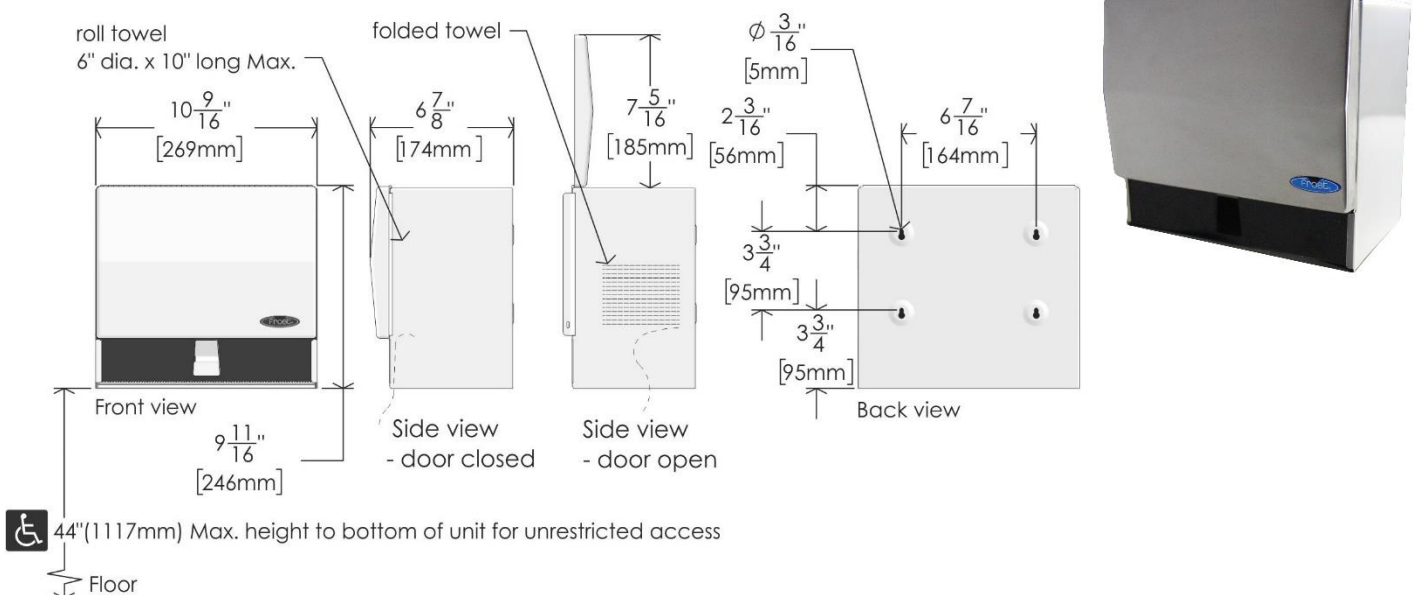 roll towel
6" dia. x 10" long Max.
10 9/16"
[269mm]
6 7/8"
[174mm]
folded towel
7 5/16"
[185mm]
Ø 3/16"
[5mm]
2 3/16"
[56mm]
6 7/16"
[164mm]
3 3/4"
[95mm]
3 3/4"
[95mm]
Frost
Frost
Front view
9 11/16"
[246mm]
Side view
- door closed
Side view
- door open
Back view
44"(1117mm) Max. height to bottom of unit for unrestricted access
Floor